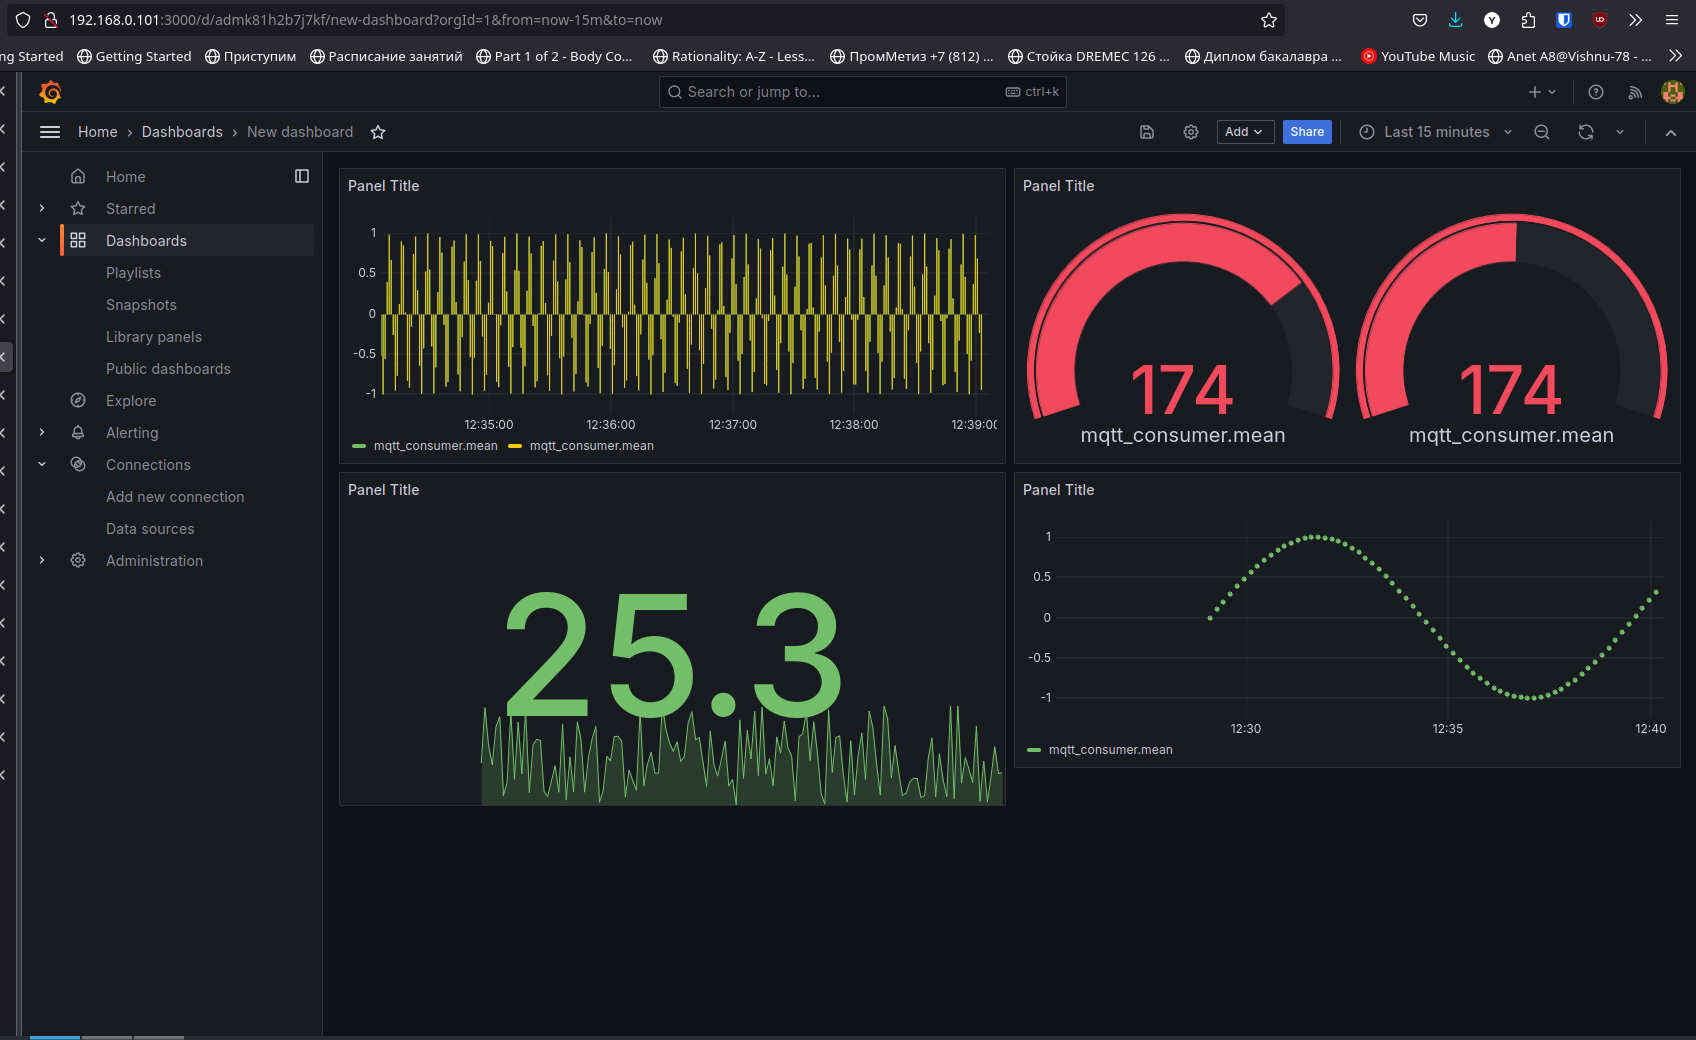 192.168.0.101:3000/d/admk81h2b7j7kf/new-dashboard?orgId=1&from=now-15m&to=now
ng Started Getting Started Приступим Расписание занятий Part 1 of 2 - Body Co... Rationality: A-Z - Less... ПромМетиз +7 (812) ... Стойка DREMEC 126 ... Диплом бакалавра ... YouTube Music Anet A8@Vishnu-78 - ...
Search or jump to... ctrl+k
Home › Dashboards › New dashboard Add Share Last 15 minutes
Home
Starred
Dashboards
Playlists
Snapshots
Library panels
Public dashboards
Explore
Alerting
Connections
Add new connection
Data sources
Administration
Panel Title
1
0.5
0
-0.5
-1
12:35:00 12:36:00 12:37:00 12:38:00 12:39:00
mqtt_consumer.mean mqtt_consumer.mean
Panel Title
174 174
mqtt_consumer.mean mqtt_consumer.mean
Panel Title
25.3
Panel Title
1
0.5
0
-0.5
-1
12:30 12:35 12:40
mqtt_consumer.mean